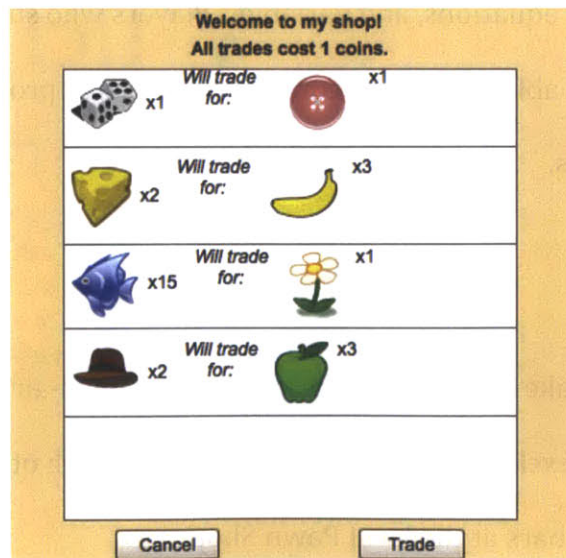 Welcome to my shop!
All trades cost 1 coins.
x1 Will trade for: x1
x2 Will trade for: x3
x15 Will trade for: x1
x2 Will trade for: x3
Cancel Trade